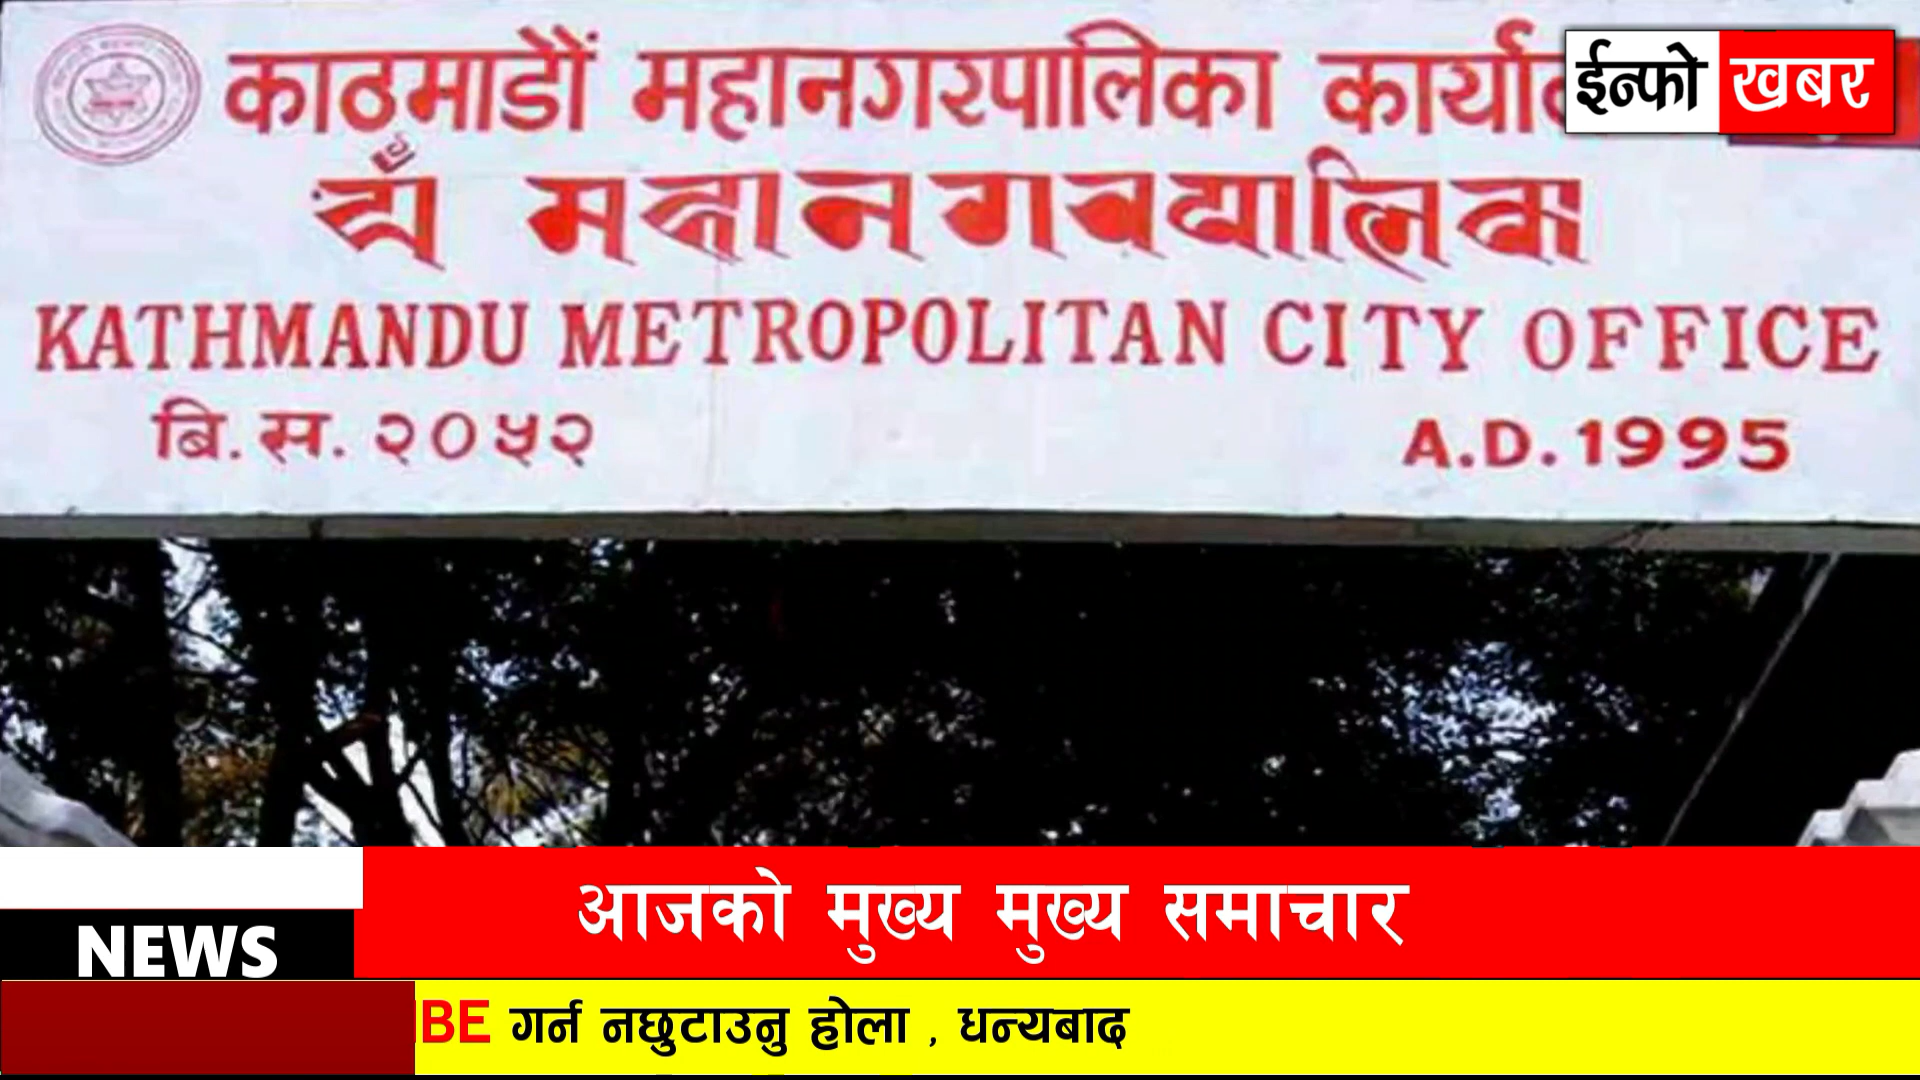 काठमाडौं महानगरपालिका
ईन्फो खबर
KATHMANDU METROPOLITAN CITY OFFICE
बि.स. २०५२
A.D. 1995
आजको मुख्य मुख्य समाचार
NEWS
गर्न नछुटाउनु होला , धन्यबाद